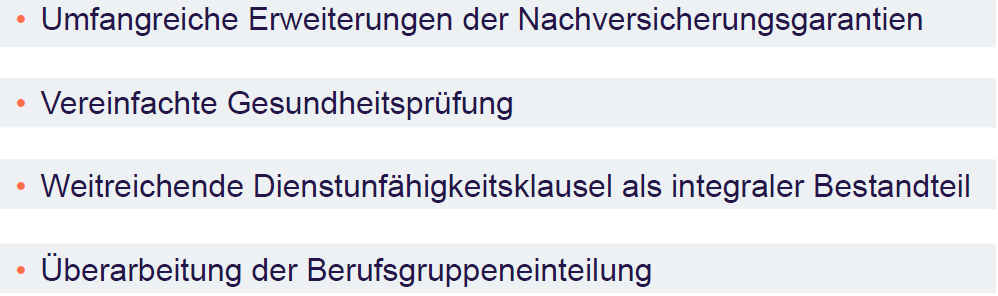 • Umfangreiche Erweiterungen der Nachversicherungsgarantien
• Vereinfachte Gesundheitsprüfung
• Weitreichende Dienstunfähigkeitsklausel als integraler Bestandteil
• Überarbeitung der Berufsgruppeneinteilung